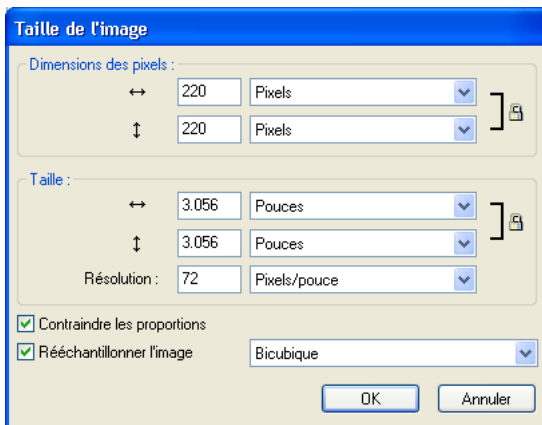 Taille de l'image
Dimensions des pixels :
220 Pixels
220 Pixels
Taille :
3.056 Pouces
3.056 Pouces
Résolution : 72 Pixels/pouce
Contraindre les proportions
Rééchantillonner l'image Bicubique
OK Annuler